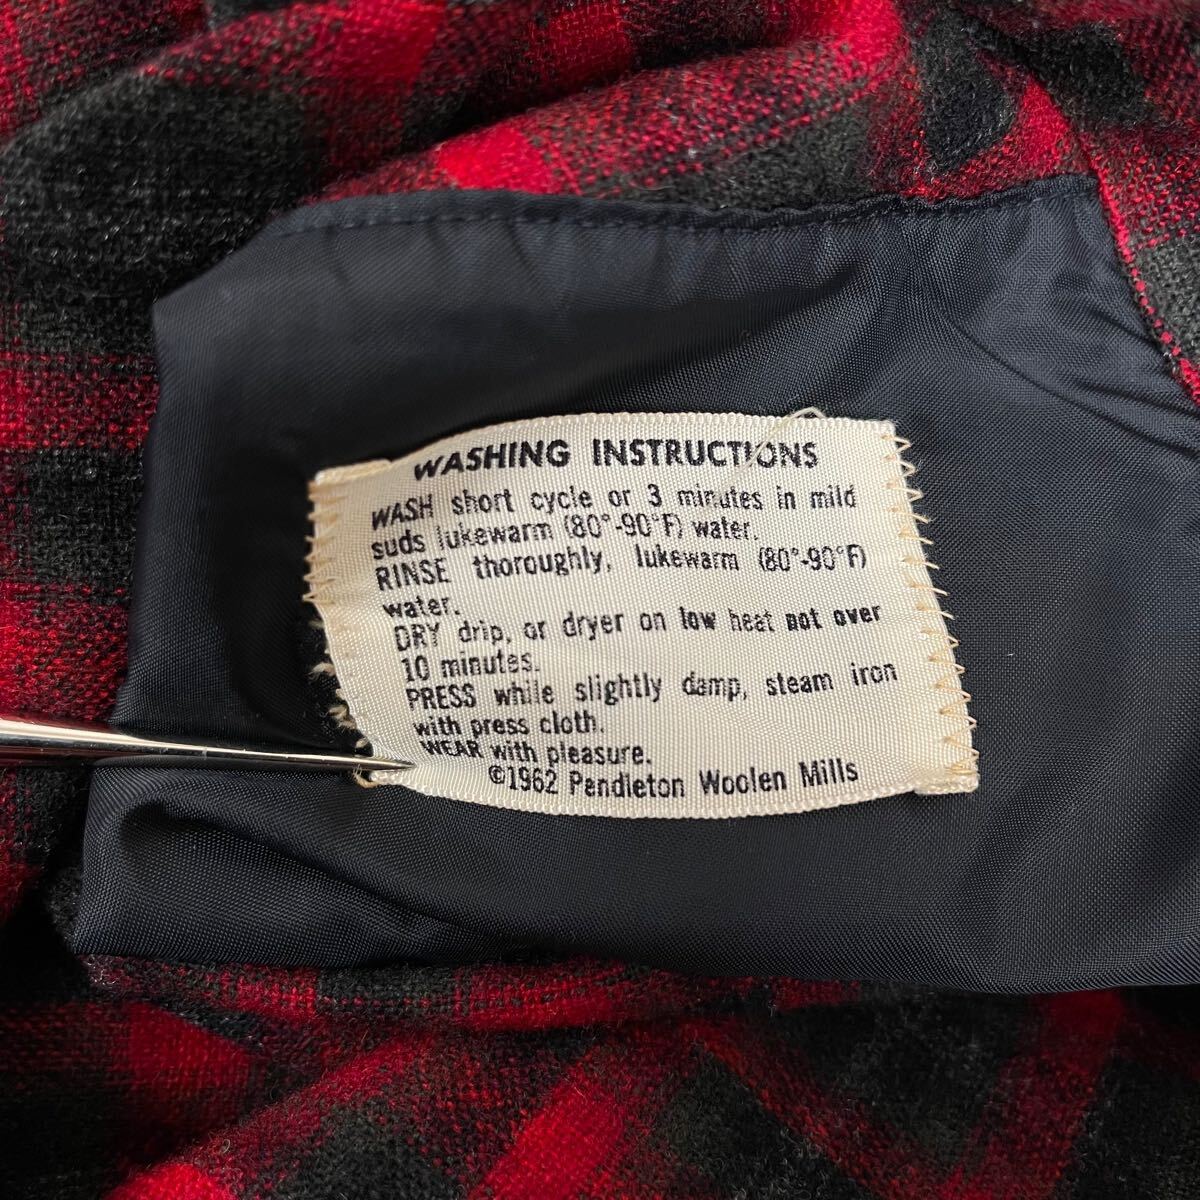 WASHING INSTRUCTIONS
WASH short cycle or 3 minutes in mild
suds lukewarm (80°-90°F) water.
RINSE thoroughly, lukewarm (80°-90°F)
water.
DRY drip, or dryer on low heat not over
10 minutes.
PRESS while slightly damp, steam iron
with press cloth.
WEAR with pleasure.
©1962 Pendleton Woolen Mills